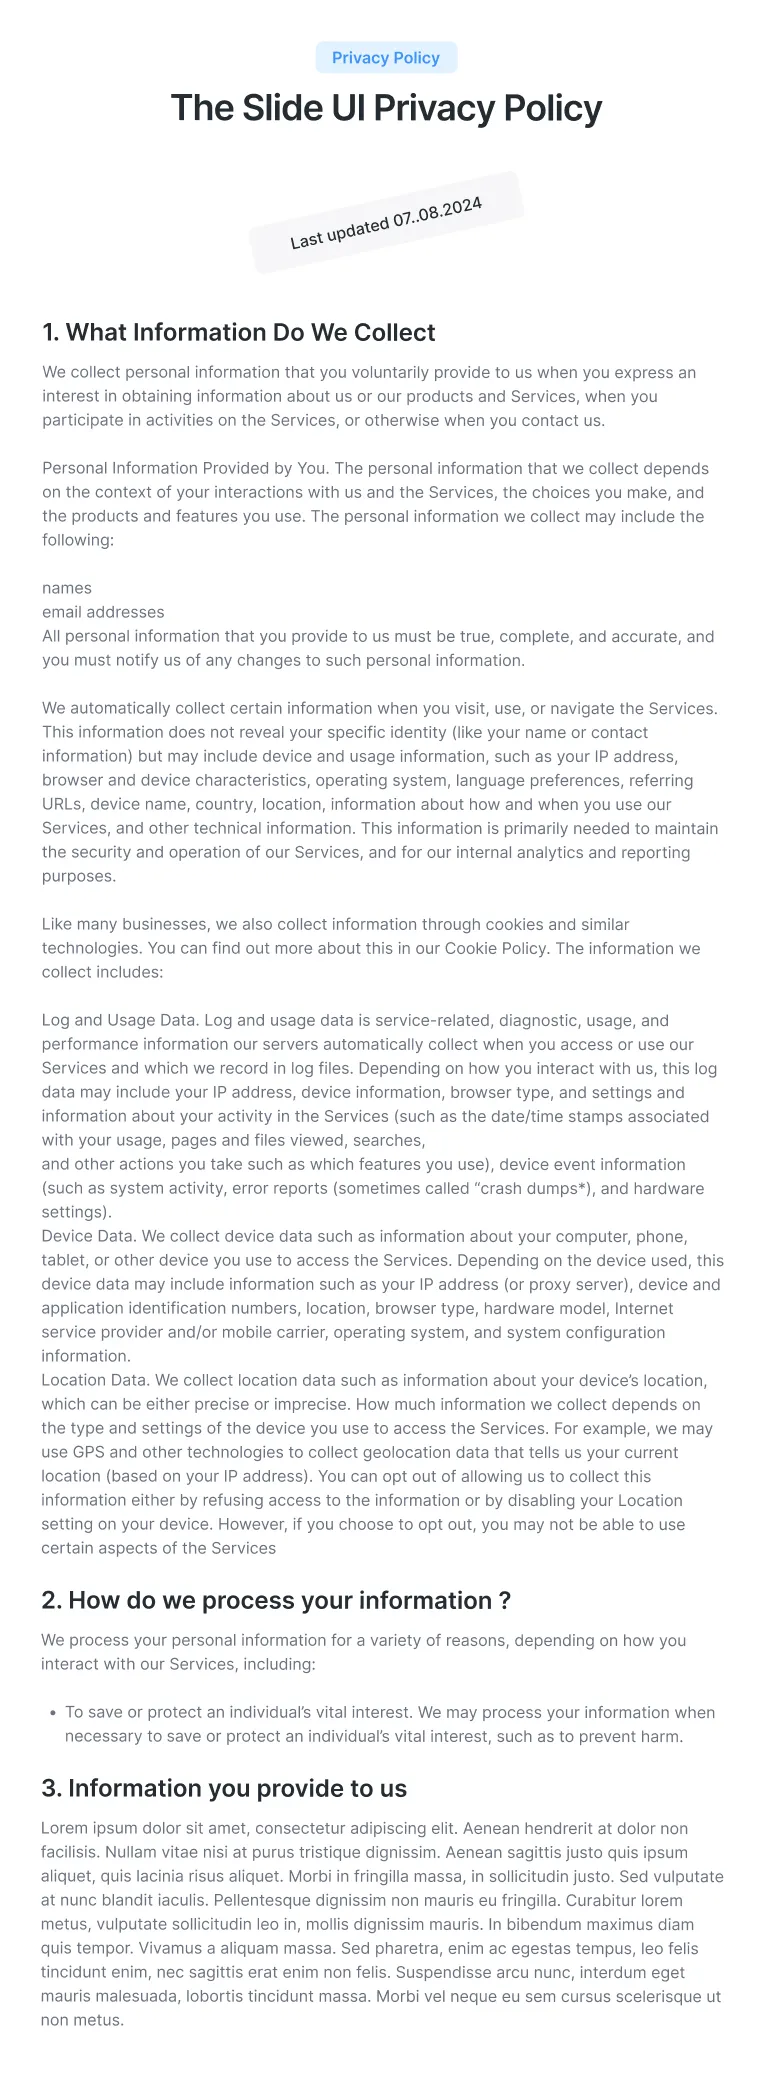 Privacy Policy
The Slide UI Privacy Policy
Last updated 07..08.2024
1. What Information Do We Collect
We collect personal information that you voluntarily provide to us when you express an
interest in obtaining information about us or our products and Services, when you
participate in activities on the Services, or otherwise when you contact us.
Personal Information Provided by You. The personal information that we collect depends
on the context of your interactions with us and the Services, the choices you make, and
the products and features you use. The personal information we collect may include the
following:
names
email addresses
All personal information that you provide to us must be true, complete, and accurate, and
you must notify us of any changes to such personal information.
We automatically collect certain information when you visit, use, or navigate the Services.
This information does not reveal your specific identity (like your name or contact
information) but may include device and usage information, such as your IP address,
browser and device characteristics, operating system, language preferences, referring
URLs, device name, country, location, information about how and when you use our
Services, and other technical information. This information is primarily needed to maintain
the security and operation of our Services, and for our internal analytics and reporting
purposes.
Like many businesses, we also collect information through cookies and similar
technologies. You can find out more about this in our Cookie Policy. The information we
collect includes:
Log and Usage Data. Log and usage data is service-related, diagnostic, usage, and
performance information our servers automatically collect when you access or use our
Services and which we record in log files. Depending on how you interact with us, this log
data may include your IP address, device information, browser type, and settings and
information about your activity in the Services (such as the date/time stamps associated
with your usage, pages and files viewed, searches,
and other actions you take such as which features you use), device event information
(such as system activity, error reports (sometimes called “crash dumps*), and hardware
settings).
Device Data. We collect device data such as information about your computer, phone,
tablet, or other device you use to access the Services. Depending on the device used, this
device data may include information such as your IP address (or proxy server), device and
application identification numbers, location, browser type, hardware model, Internet
service provider and/or mobile carrier, operating system, and system configuration
information.
Location Data. We collect location data such as information about your device’s location,
which can be either precise or imprecise. How much information we collect depends on
the type and settings of the device you use to access the Services. For example, we may
use GPS and other technologies to collect geolocation data that tells us your current
location (based on your IP address). You can opt out of allowing us to collect this
information either by refusing access to the information or by disabling your Location
setting on your device. However, if you choose to opt out, you may not be able to use
certain aspects of the Services
2. How do we process your information ?
We process your personal information for a variety of reasons, depending on how you
interact with our Services, including:
• To save or protect an individual’s vital interest. We may process your information when
necessary to save or protect an individual’s vital interest, such as to prevent harm.
3. Information you provide to us
Lorem ipsum dolor sit amet, consectetur adipiscing elit. Aenean hendrerit at dolor non
facilisis. Nullam vitae nisi at purus tristique dignissim. Aenean sagittis justo quis ipsum
aliquet, quis lacinia risus aliquet. Morbi in fringilla massa, in sollicitudin justo. Sed vulputate
at nunc blandit iaculis. Pellentesque dignissim non mauris eu fringilla. Curabitur lorem
metus, vulputate sollicitudin leo in, mollis dignissim mauris. In bibendum maximus diam
quis tempor. Vivamus a aliquam massa. Sed pharetra, enim ac egestas tempus, leo felis
tincidunt enim, nec sagittis erat enim non felis. Suspendisse arcu nunc, interdum eget
mauris malesuada, lobortis tincidunt massa. Morbi vel neque eu sem cursus scelerisque ut
non metus.